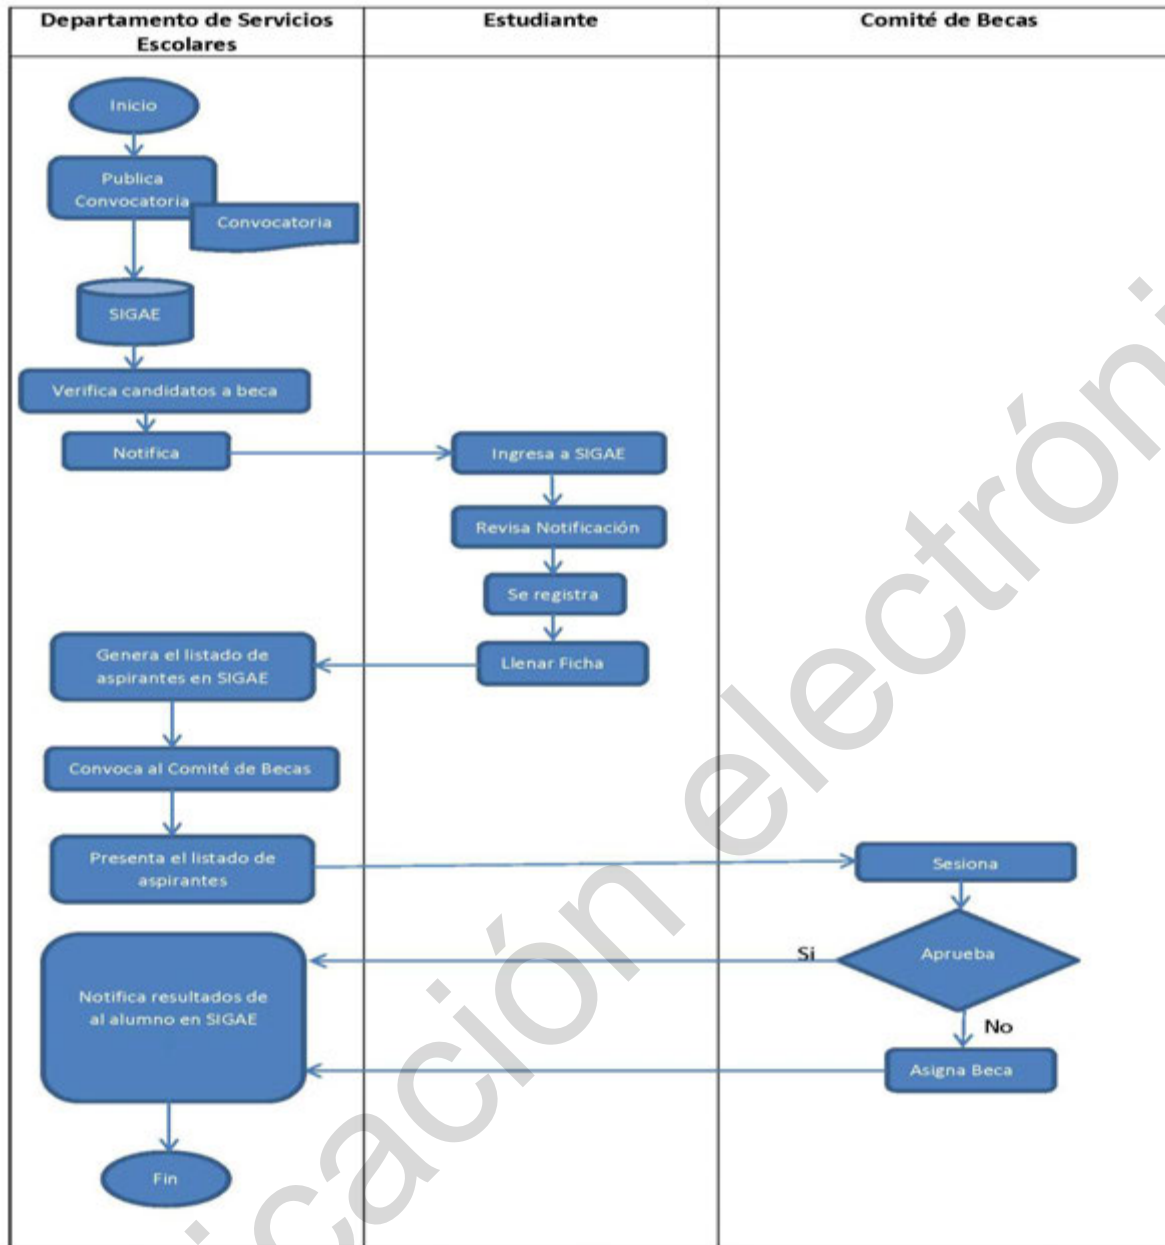 Departamento de Servicios
Escolares
Estudiante
Comité de Becas
Inicio
Publica
Convocatoria
Convocatoria
SIGAE
Verifica candidatos a beca
Notifica
Ingresa a SIGAE
Revisa Notificación
Se registra
Llenar Ficha
Genera el listado de
aspirantes en SIGAE
Convoca al Comité de Becas
Presenta el listado de
aspirantes
Sesiona
Aprueba
Si
No
Asigna Beca
Notifica resultados de
al alumno en SIGAE
Fin
icación electróni